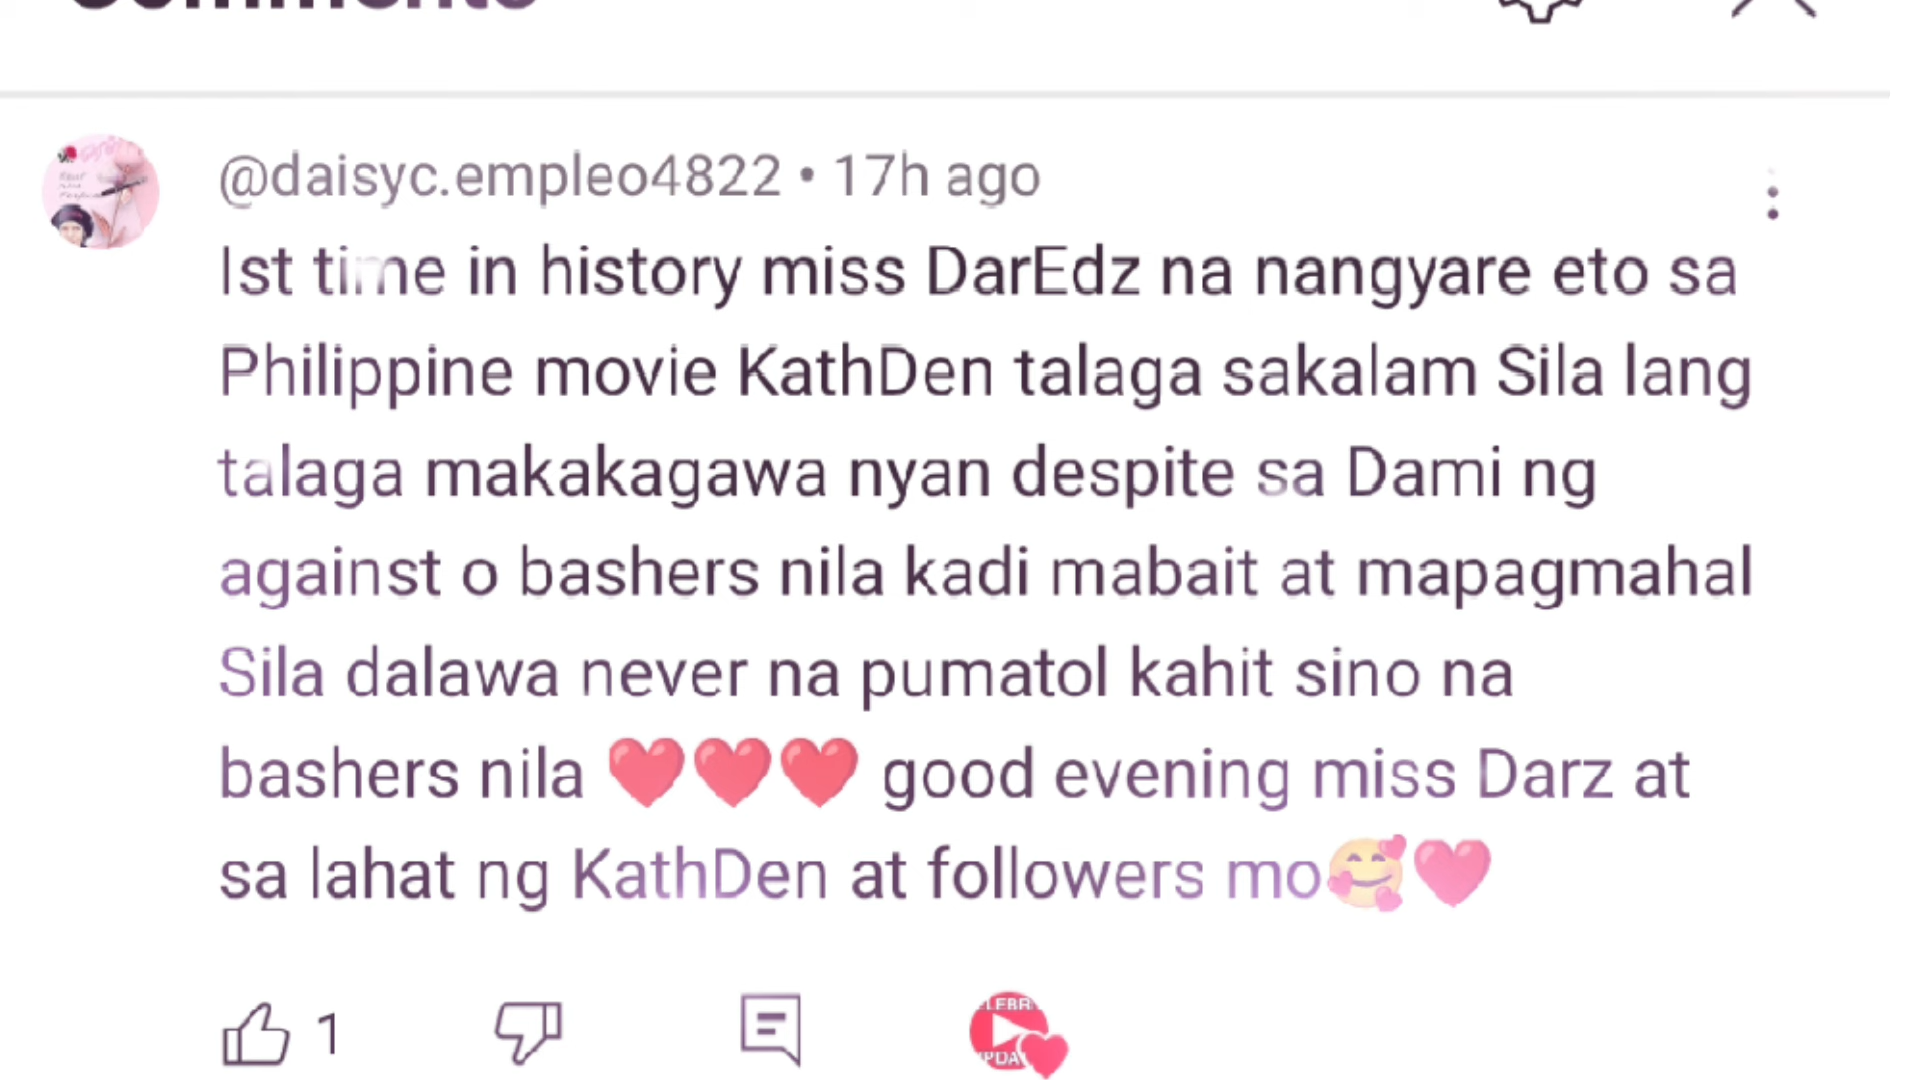 Comments
@daisyc.empleo4822 • 17h ago
Ist time in history miss DarEdz na nangyare eto sa
Philippine movie KathDen talaga sakalam Sila lang
talaga makakagawa nyan despite sa Dami ng
against o bashers nila kadi mabait at mapagmahal
Sila dalawa never na pumatol kahit sino na
bashers nila ❤️❤️❤️ good evening miss Darz at
sa lahat ng KathDen at followers mo🥰❤️
1